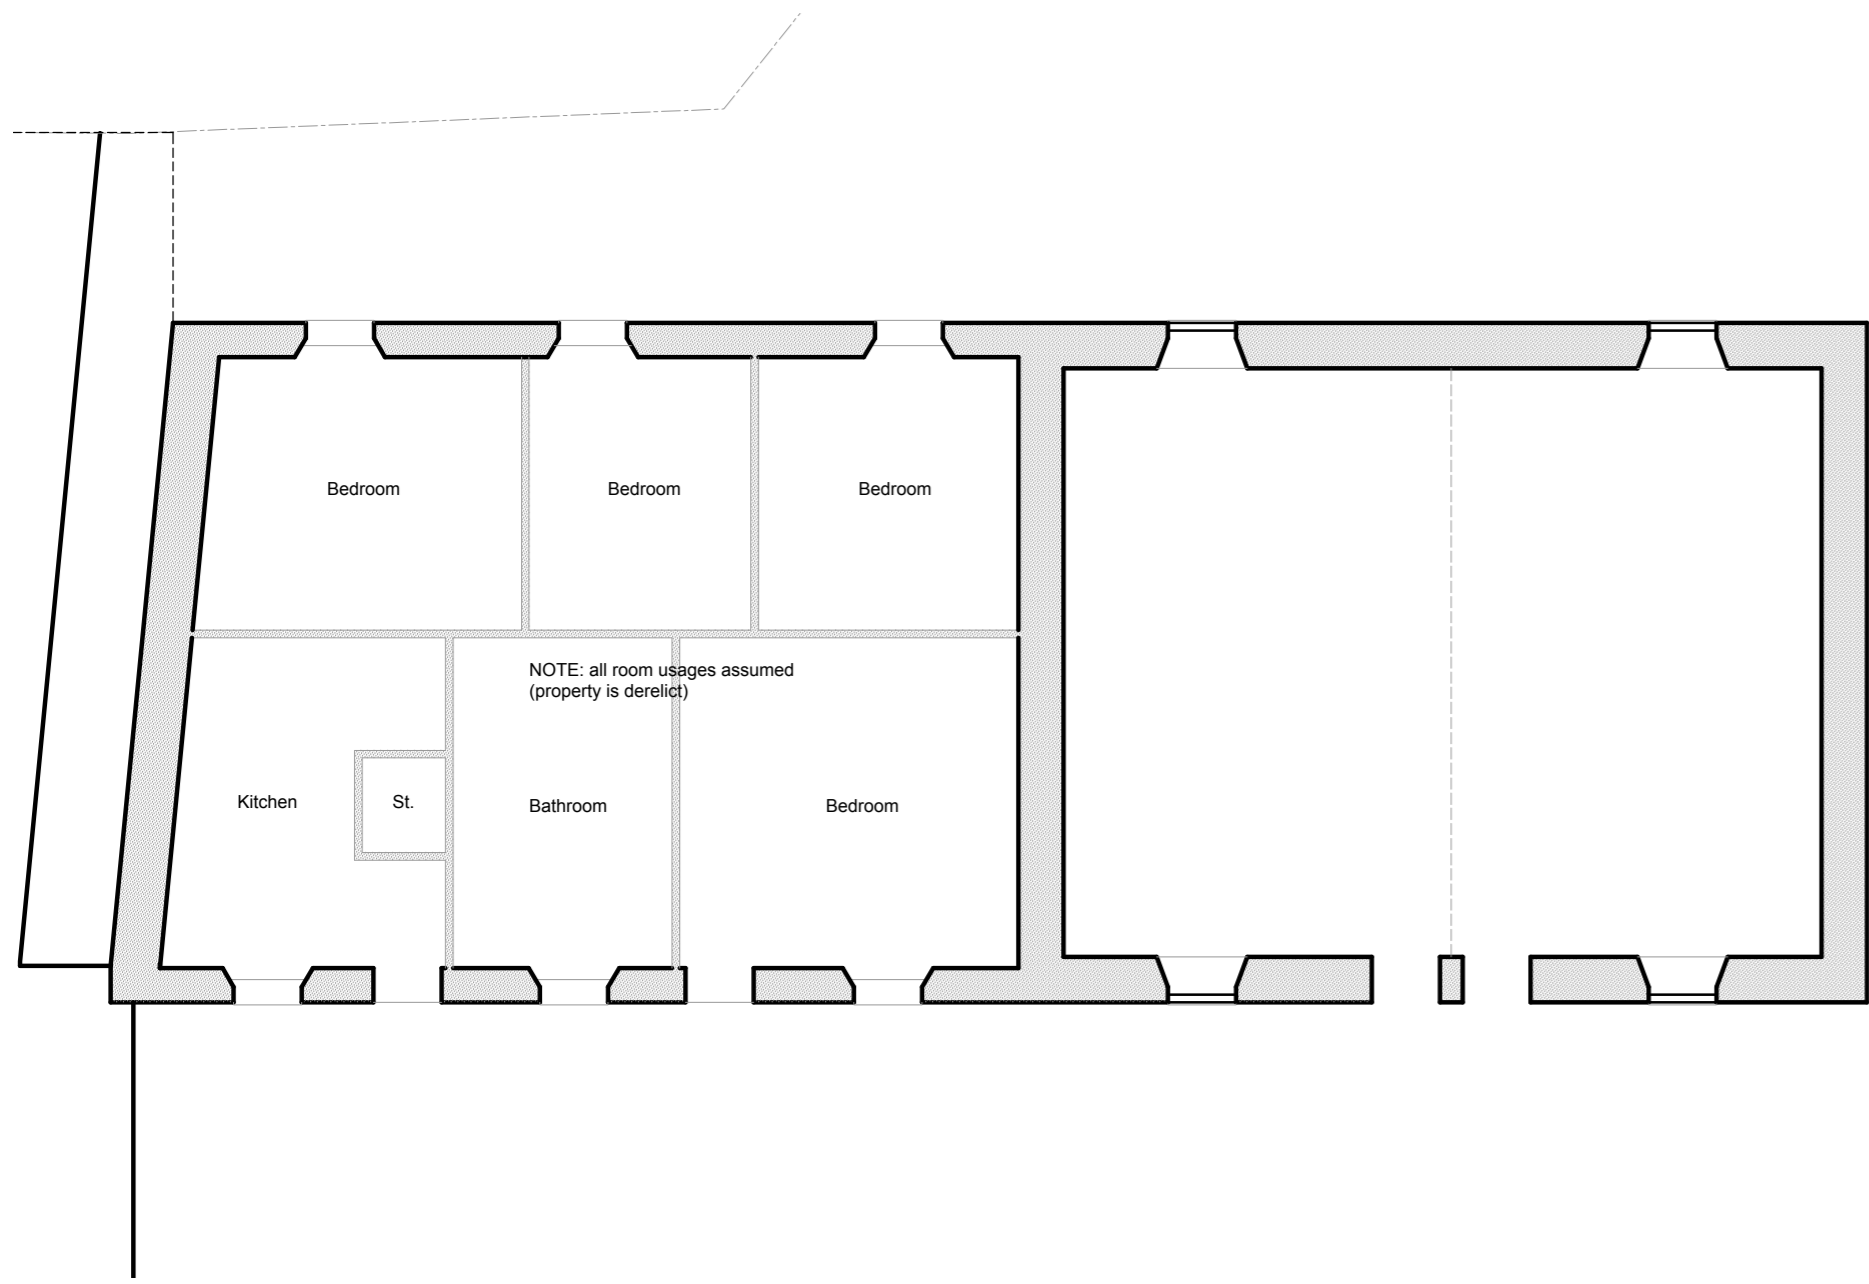 Bedroom
Bedroom
Bedroom
NOTE: all room usages assumed
(property is derelict)
Kitchen
St.
Bathroom
Bedroom